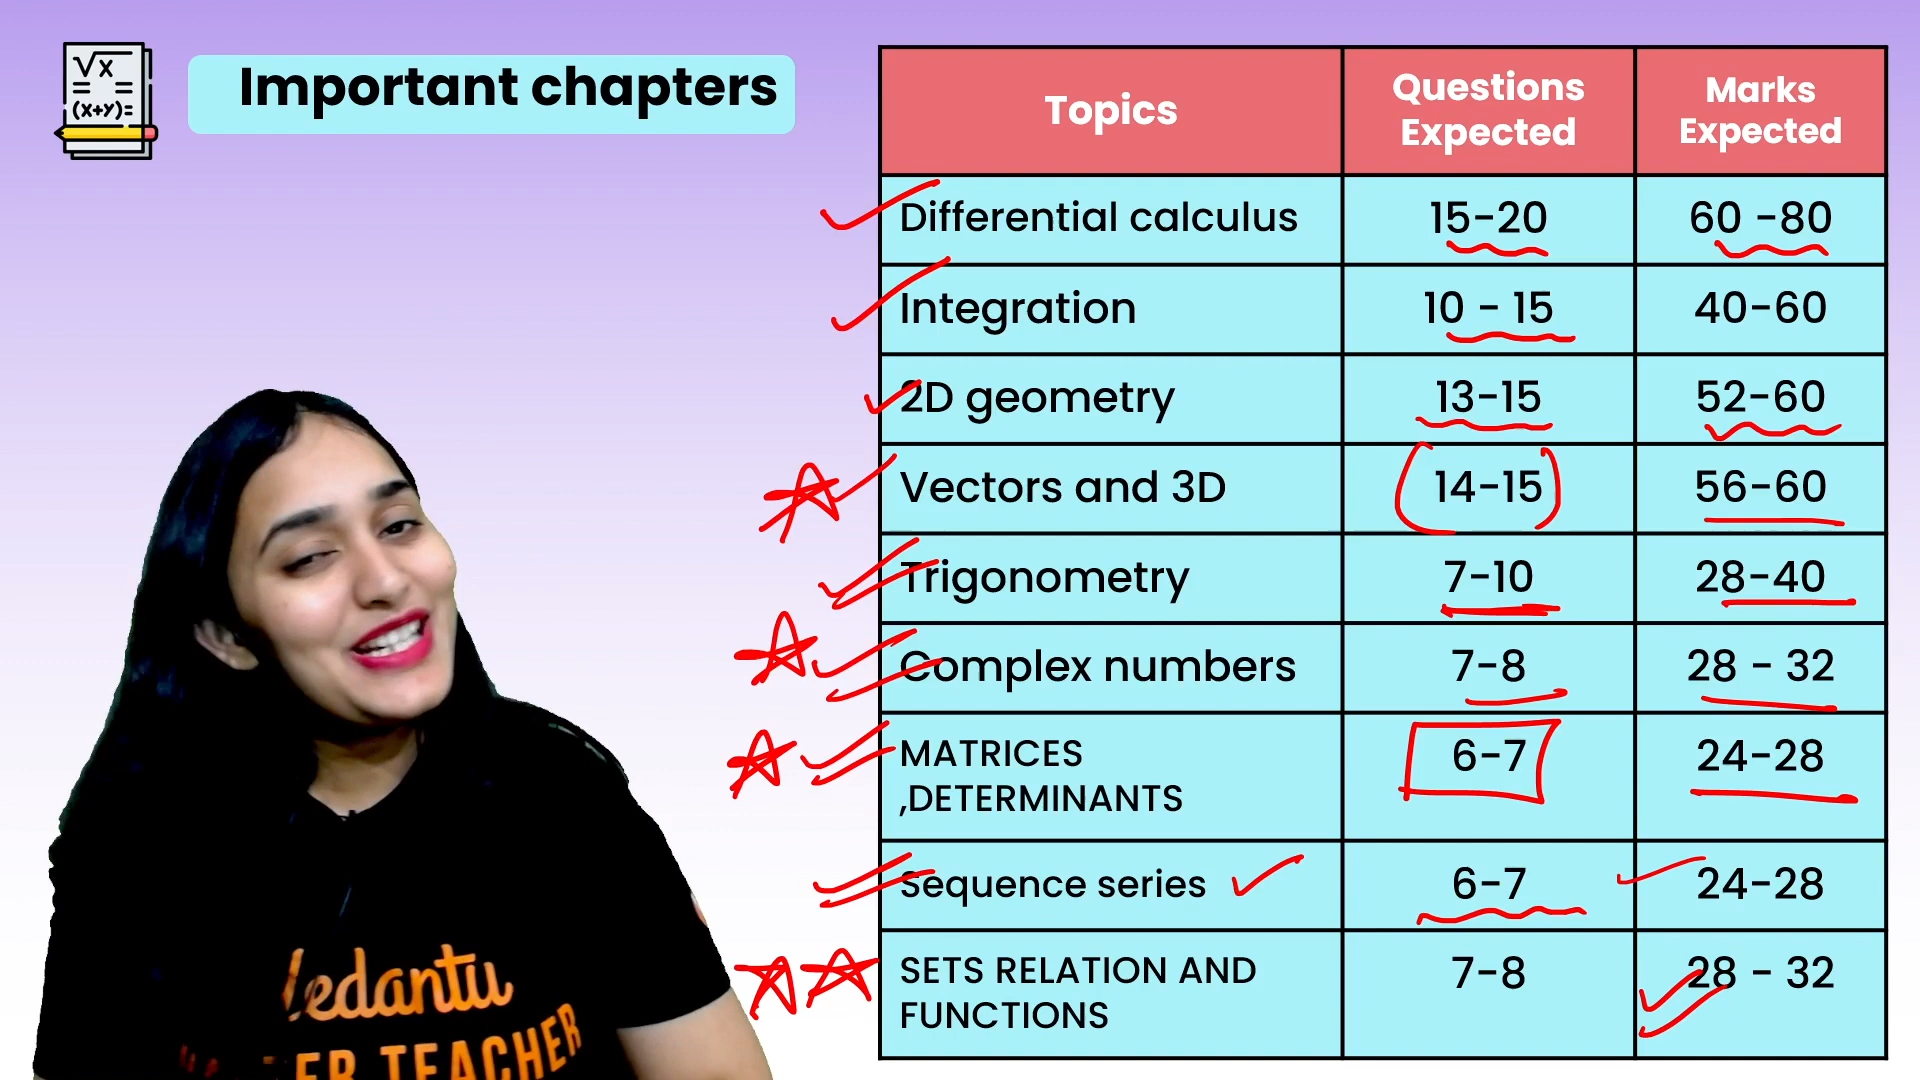 √x
= =
(x+y)=
Important chapters
Topics Questions Expected Marks Expected
Differential calculus 15-20 60 -80
Integration 10 - 15 40-60
2D geometry 13-15 52-60
Vectors and 3D 14-15 56-60
Trigonometry 7-10 28-40
Complex numbers 7-8 28 - 32
MATRICES
,DETERMINANTS 6-7 24-28
Sequence series 6-7 24-28
SETS RELATION AND
FUNCTIONS 7-8 28 - 32
Vedantu
TEACHER